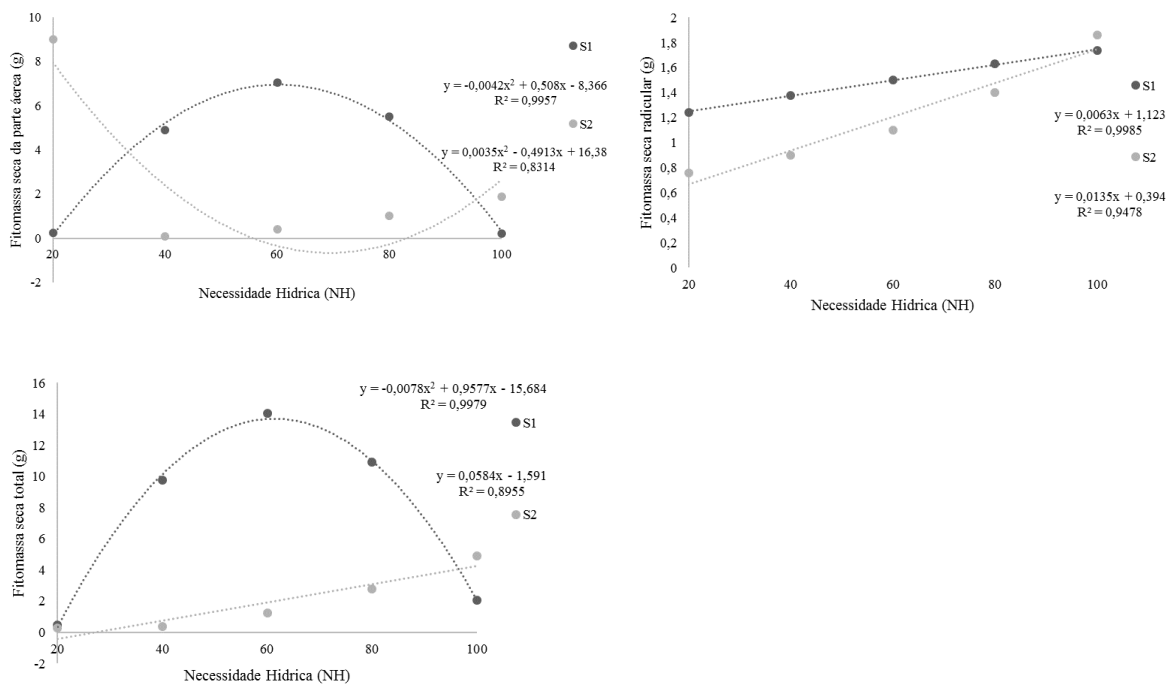 Fitomassa seca da parte áerea (g)
10
8
6
4
2
0
-2
20
40
60
80
100
Necessidade Hidrica (NH)
S1
y = -0,0042x² + 0,508x - 8,366
R² = 0,9957
S2
y = 0,0035x² - 0,4913x + 16,38
R² = 0,8314
Fitomassa seca radicular (g)
2
1,8
1,6
1,4
1,2
1
0,8
0,6
0,4
0,2
0
20
40
60
80
100
Necessidade Hidrica (NH)
S1
y = 0,0063x + 1,123
R² = 0,9985
S2
y = 0,0135x + 0,394
R² = 0,9478
Fitomassa seca total (g)
16
14
12
10
8
6
4
2
0
-2
20
40
60
80
100
Necessidade Hidrica (NH)
y = -0,0078x² + 0,9577x - 15,684
R² = 0,9979
S1
y = 0,0584x - 1,591
R² = 0,8955
S2